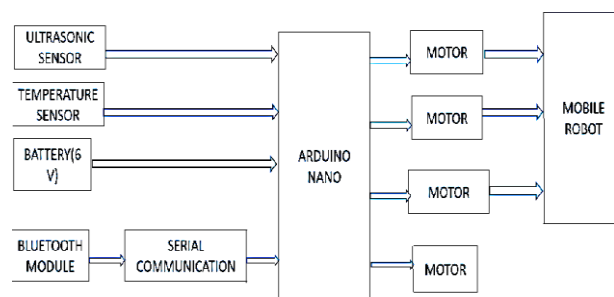 ULTRASONIC
SENSOR
TEMPERATURE
SENSOR
BATTERY(6
V)
BLUETOOTH
MODULE
SERIAL
COMMUNICATION
ARDUINO
NANO
MOTOR
MOTOR
MOTOR
MOTOR
MOBILE
ROBOT